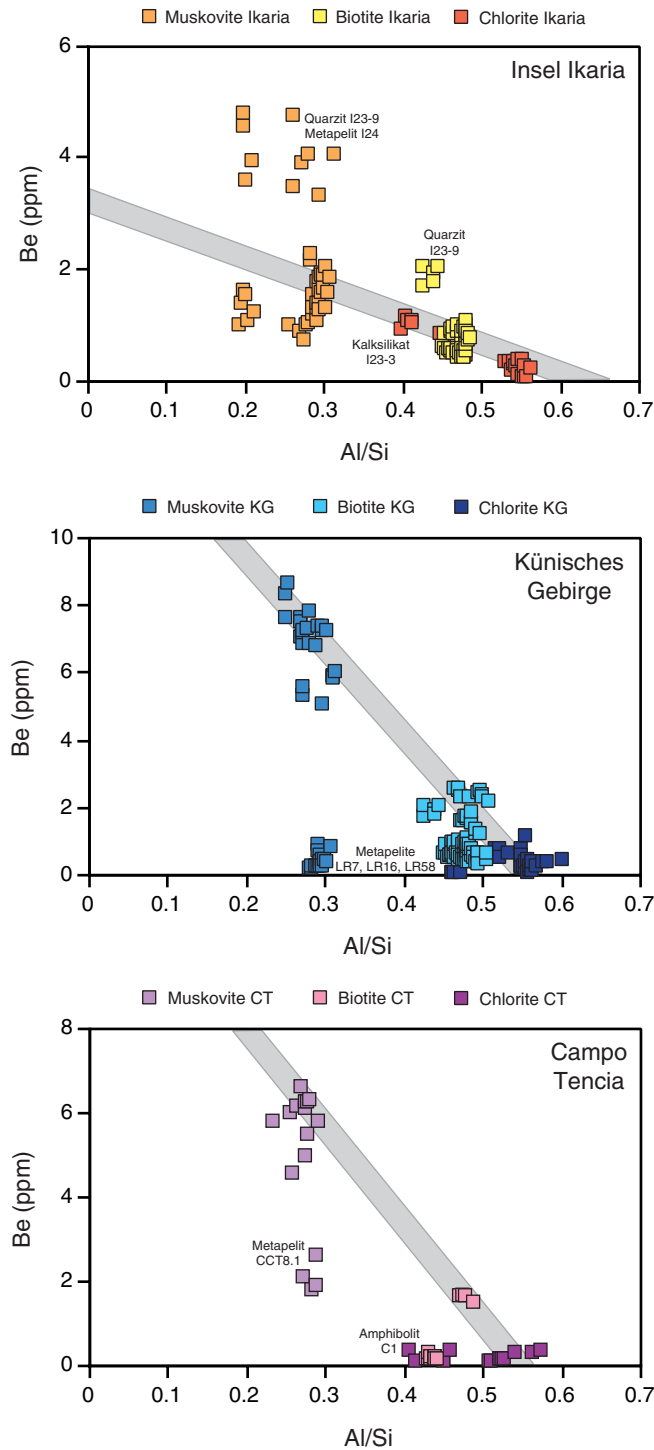 Muskovite Ikaria Biotite Ikaria Chlorite Ikaria
6
Insel Ikaria
Quarzit I23-9
Metapelit I24
4
Be (ppm)
Quarzit
I23-9
2
Kalksilikat
I23-3
0
0 0.1 0.2 0.3 0.4 0.5 0.6 0.7
Al/Si
Muskovite KG Biotite KG Chlorite KG
10
Künisches
Gebirge
8
6
Be (ppm)
4
2
Metapelite
LR7, LR16, LR58
0
0 0.1 0.2 0.3 0.4 0.5 0.6 0.7
Al/Si
Muskovite CT Biotite CT Chlorite CT
8
Campo
Tencia
6
Be (ppm)
4
Metapelit
CCT8.1
2
Amphibolit
C1
0
0 0.1 0.2 0.3 0.4 0.5 0.6 0.7
Al/Si